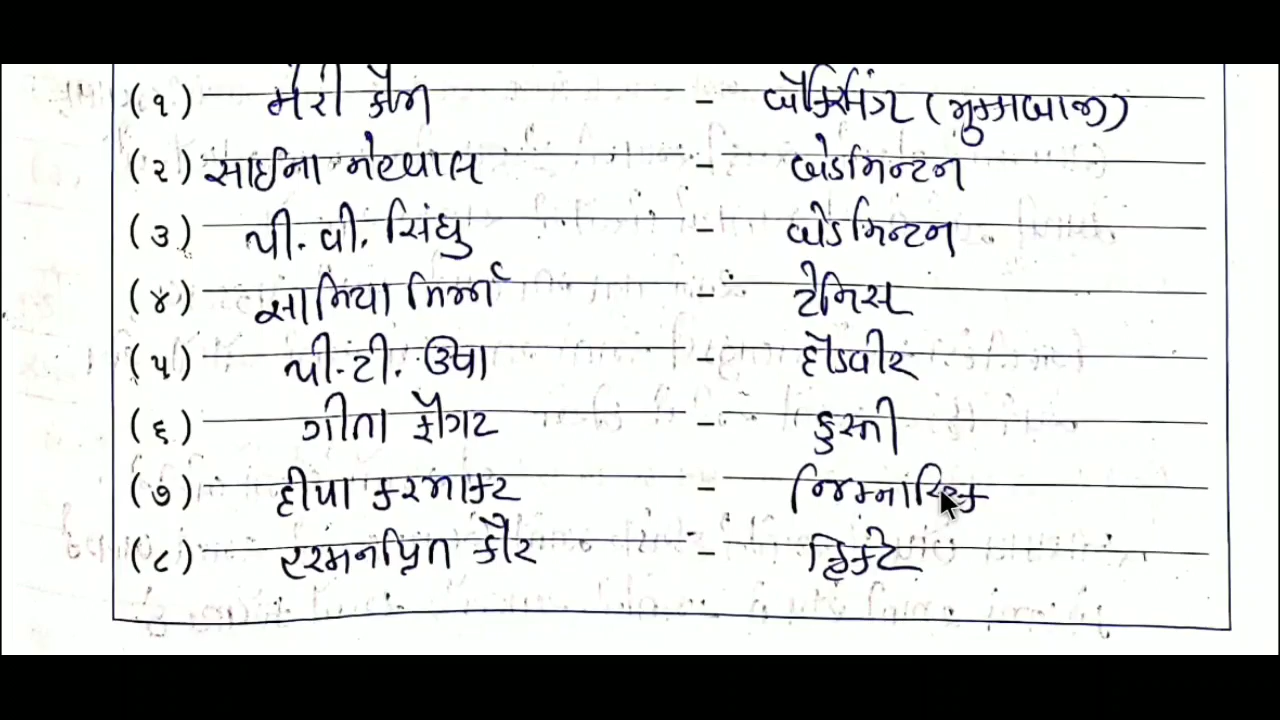 (૧) મેરી કૌમ - બૉક્સિંગ (મુક્કાબાજી)
(૨) સાઈના નેહવાલ - બેડમિન્ટન
(૩) પી. વી. સિંધુ - બેડમિન્ટન
(૪) સાનિયા મિર્જા - ટેનિસ
(૫) પી. ટી. ઉષા - દૌડવીર
(૬) ગીતા ફૌગટ - કુસ્તી
(૭) દીપા કરમાકર - જિમ્નાસ્ટિક
(૮) હરમનપ્રિત કૌર - ક્રિકેટ